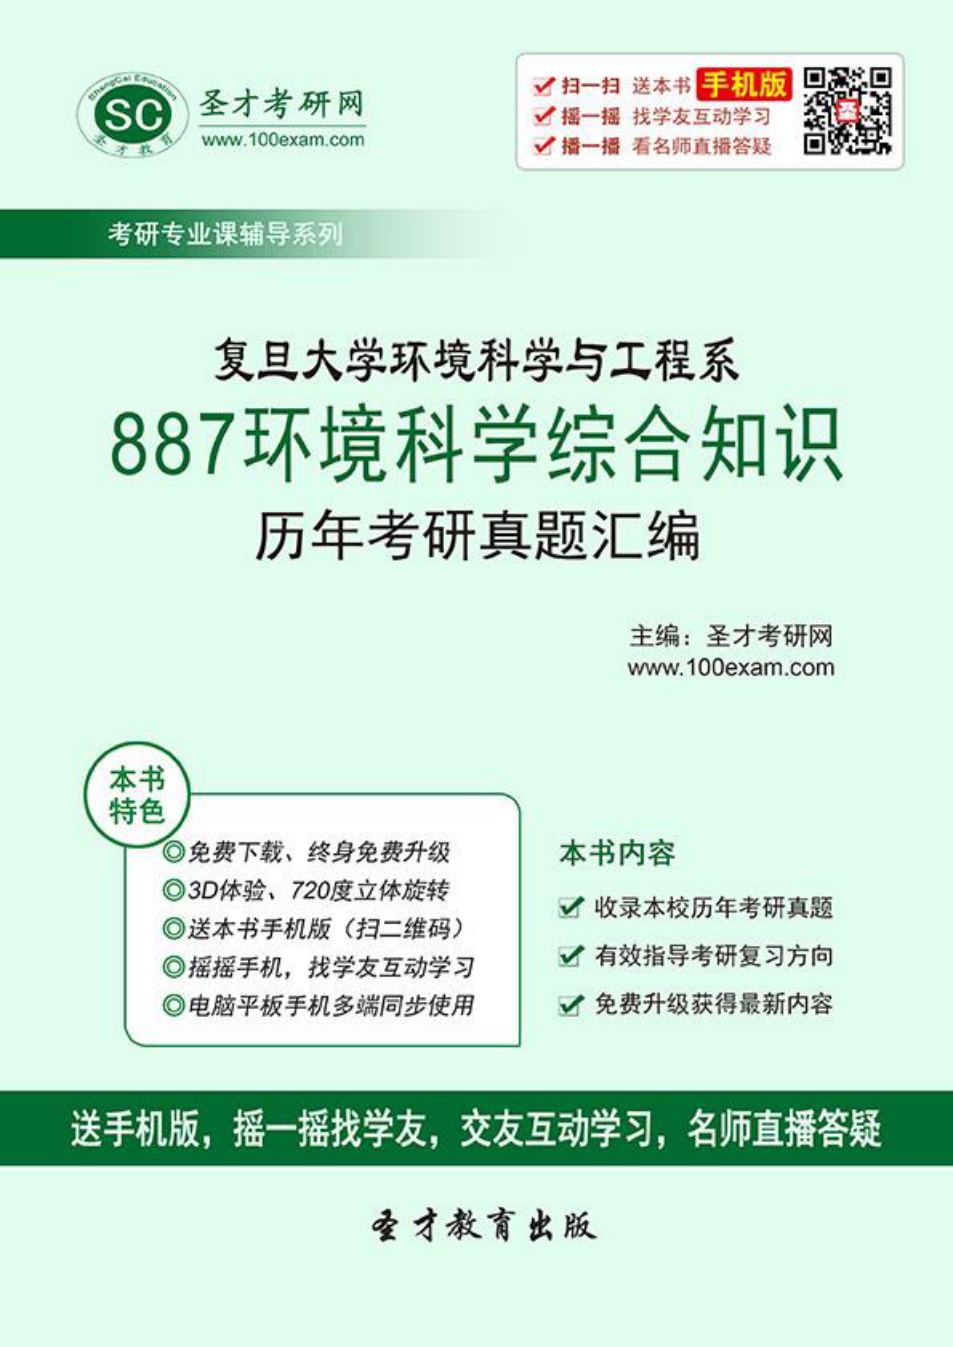 ShengCai Education
SC
圣才教育
圣才考研网
www.100exam.com
扫一扫 送本书 手机版
摇一摇 找学友互动学习
播一播 看名师直播答疑
圣
考研专业课辅导系列
复旦大学环境科学与工程系
887环境科学综合知识
历年考研真题汇编
主编：圣才考研网
www.100exam.com
本书
特色
◎免费下载、终身免费升级
◎3D体验、720度立体旋转
◎送本书手机版（扫二维码）
◎摇摇手机，找学友互动学习
◎电脑平板手机多端同步使用
本书内容
收录本校历年考研真题
有效指导考研复习方向
免费升级获得最新内容
送手机版，摇一摇找学友，交友互动学习，名师直播答疑
圣才教育出版